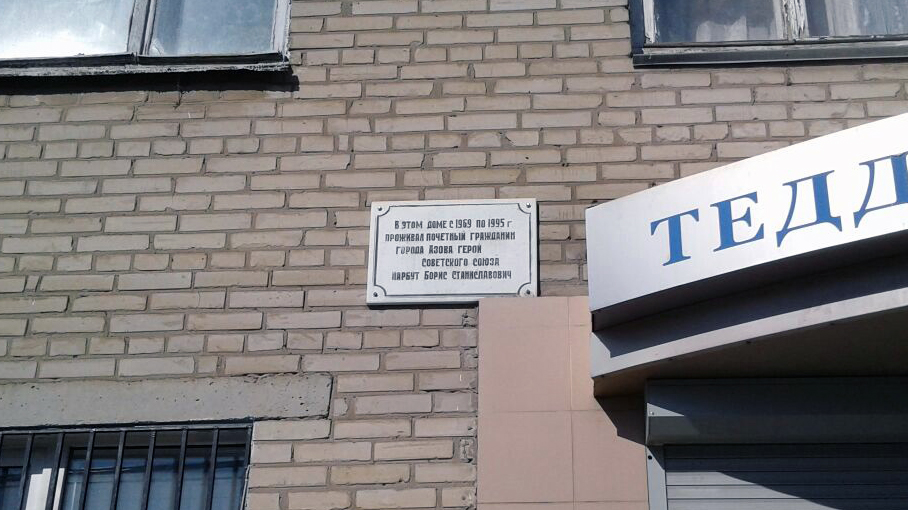 В ЭТОМ ДОМЕ С 1969 ПО 1995 Г
ПРОЖИВАЛ ПОЧЕТНЫЙ ГРАЖДАНИН
ГОРОДА АЗОВА ГЕРОЙ
СОВЕТСКОГО СОЮЗА
НАРБУТ БОРИС СТАНИСЛАВОВИЧ
ТЕДД